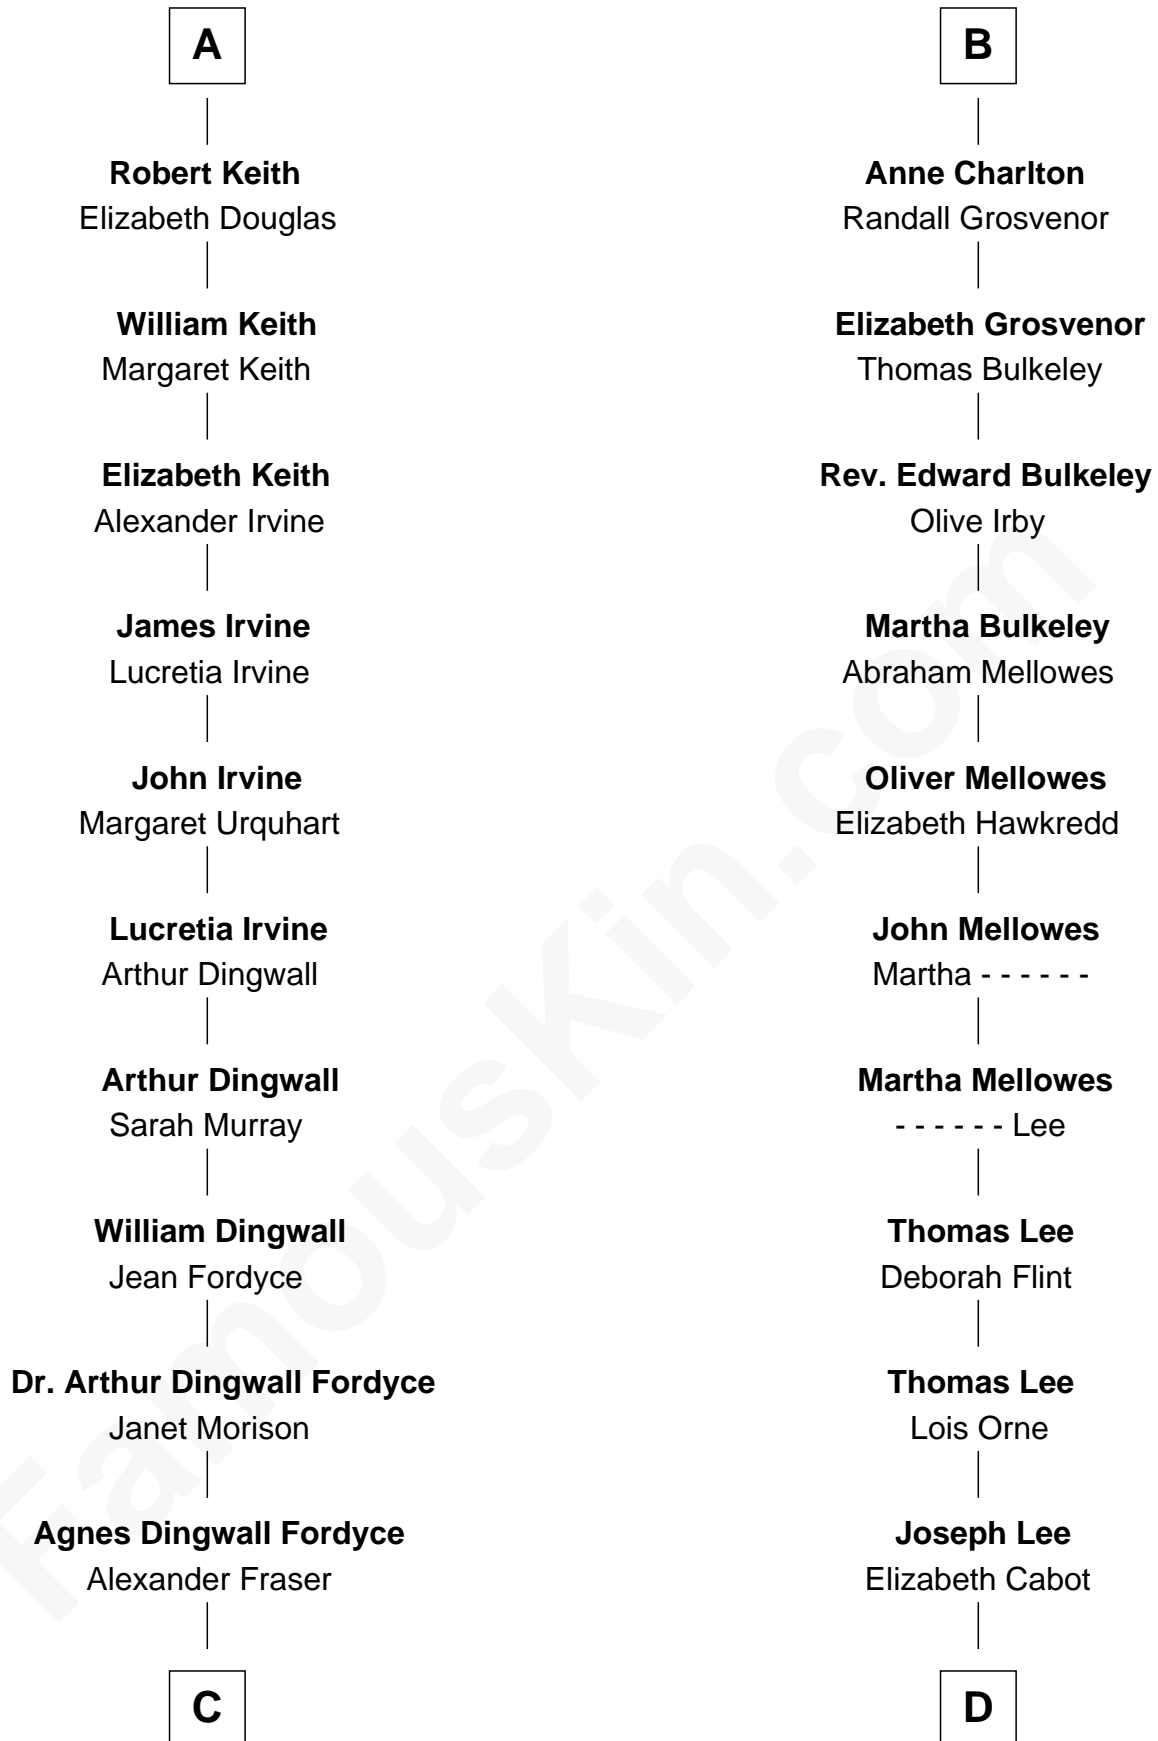 A
B
Robert Keith
Elizabeth Douglas
Anne Charlton
Randall Grosvenor
William Keith
Margaret Keith
Elizabeth Grosvenor
Thomas Bulkeley
Elizabeth Keith
Alexander Irvine
Rev. Edward Bulkeley
Olive Irby
James Irvine
Lucretia Irvine
Martha Bulkeley
Abraham Mellowes
John Irvine
Margaret Urquhart
Oliver Mellowes
Elizabeth Hawkredd
Lucretia Irvine
Arthur Dingwall
John Mellowes
Martha - - - - - -
Arthur Dingwall
Sarah Murray
Martha Mellowes
- - - - - - Lee
William Dingwall
Jean Fordyce
Thomas Lee
Deborah Flint
Dr. Arthur Dingwall Fordyce
Janet Morison
Thomas Lee
Lois Orne
Agnes Dingwall Fordyce
Alexander Fraser
Joseph Lee
Elizabeth Cabot
C
D
FamousKin.com